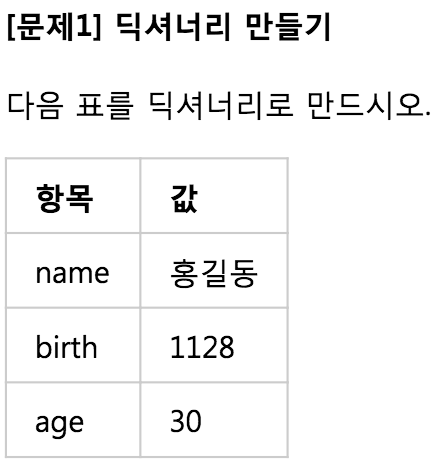 [문제1] 딕셔너리 만들기
다음 표를 딕셔너리로 만드시오.
항목 값
name 홍길동
birth 1128
age 30